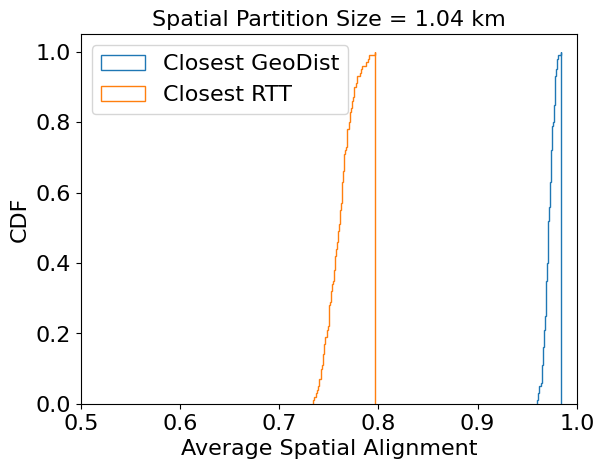 Spatial Partition Size = 1.04 km
Closest GeoDist
Closest RTT
CDF
1.0
0.8
0.6
0.4
0.2
0.0
0.5 0.6 0.7 0.8 0.9 1.0
Average Spatial Alignment